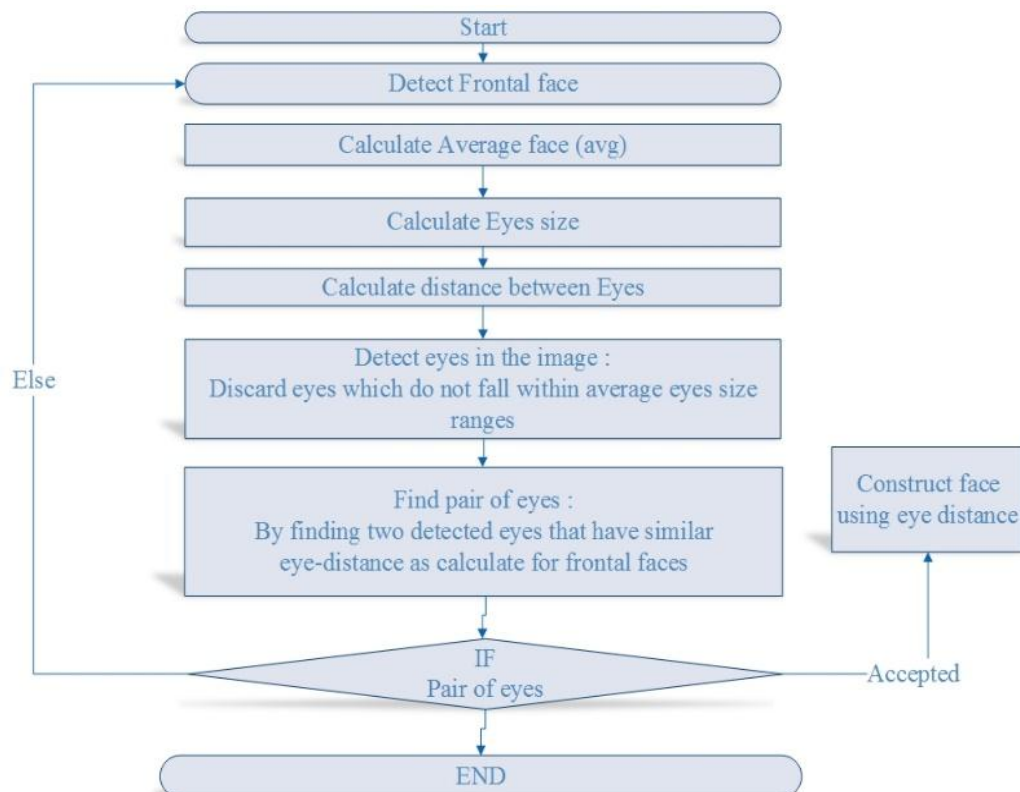 Start
Detect Frontal face
Calculate Average face (avg)
Calculate Eyes size
Calculate distance between Eyes
Detect eyes in the image :
Discard eyes which do not fall within average eyes size
ranges
Else
Find pair of eyes :
By finding two detected eyes that have similar
eye-distance as calculate for frontal faces
Construct face
using eye distance
IF
Pair of eyes
Accepted
END